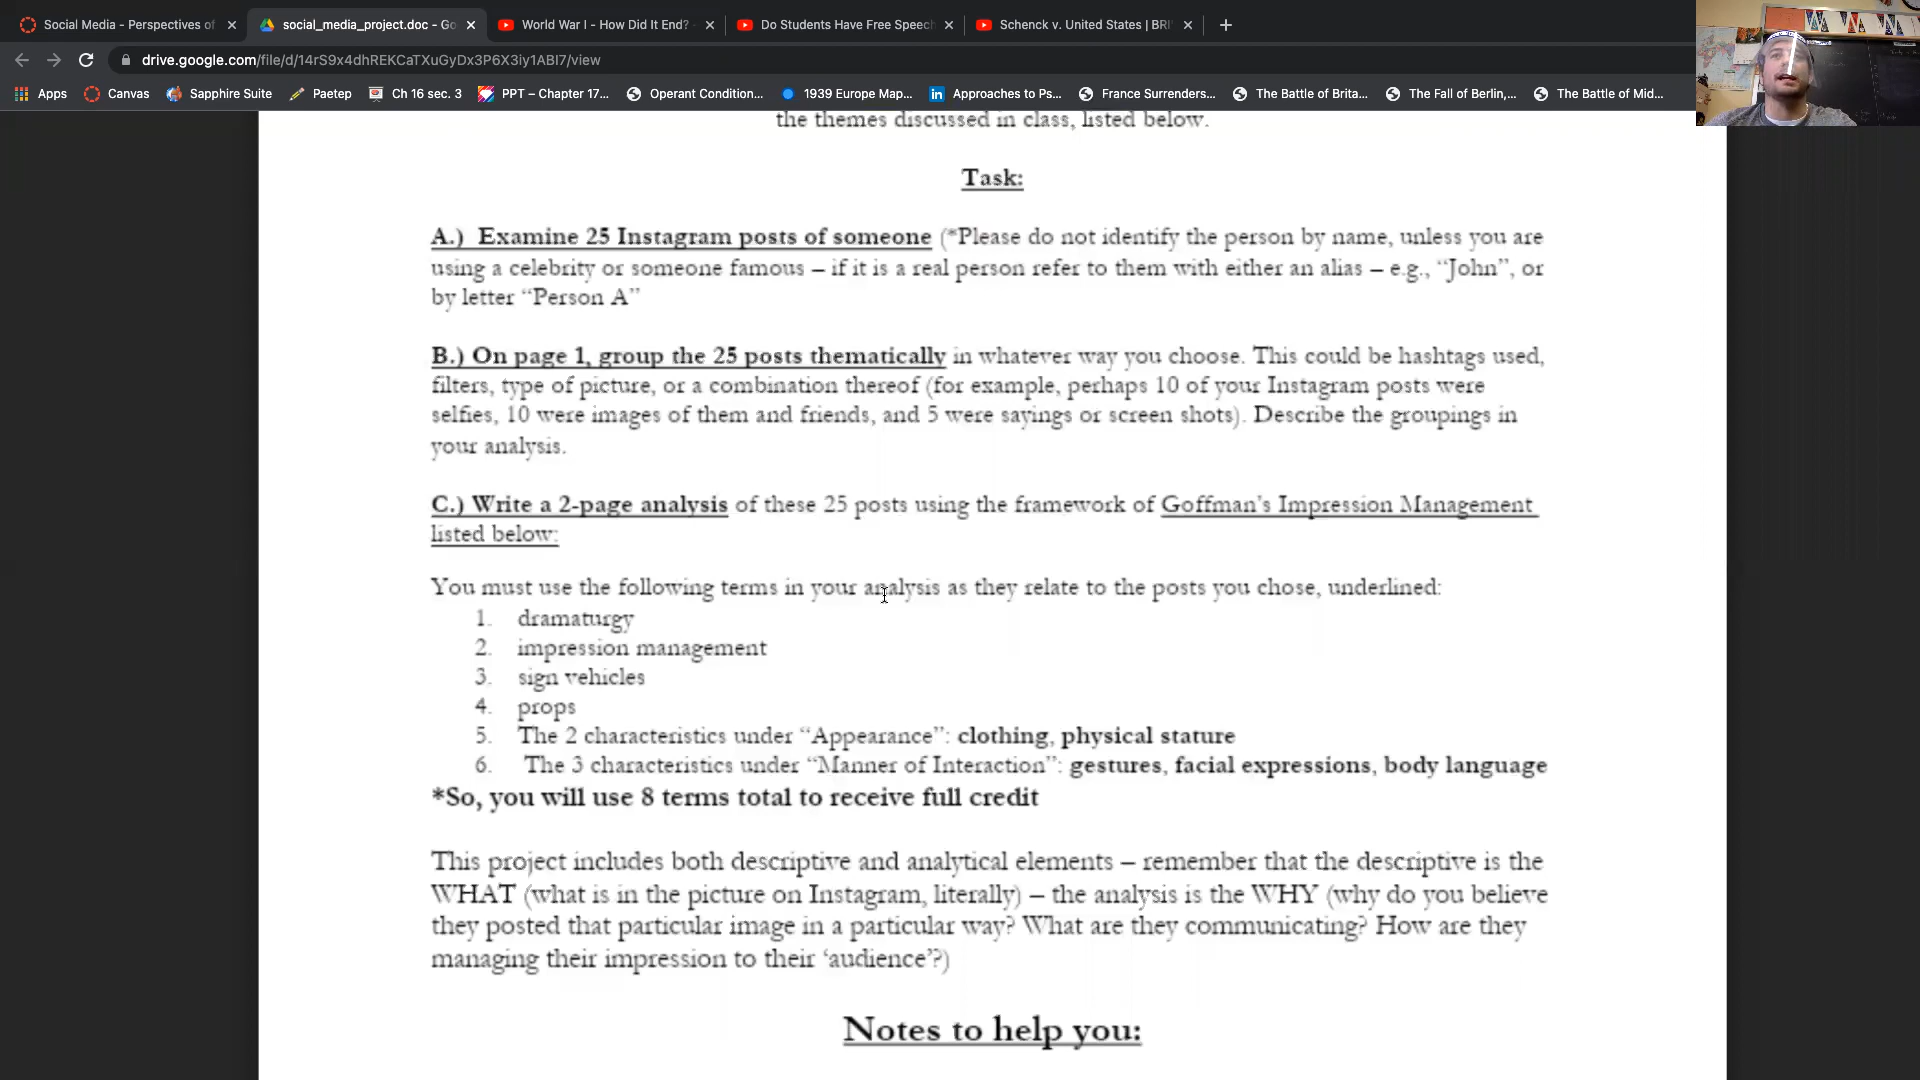 Social Media - Perspectives of
social_media_project.doc - Go
World War I - How Did It End? -
Do Students Have Free Speech
Schenck v. United States | BRI
drive.google.com/file/d/14rS9x4dhREKCaTXuGyDx3P6X3iy1ABI7/view
Apps
Canvas
Sapphire Suite
Paetep
Ch 16 sec. 3
PPT – Chapter 17...
Operant Condition...
1939 Europe Map...
Approaches to Ps...
France Surrenders...
The Battle of Brita...
The Fall of Berlin,...
The Battle of Mid...
the themes discussed in class, listed below.
Task:
A.) Examine 25 Instagram posts of someone (*Please do not identify the person by name, unless you are
using a celebrity or someone famous – if it is a real person refer to them with either an alias – e.g., “John”, or
by letter “Person A”
B.) On page 1, group the 25 posts thematically in whatever way you choose. This could be hashtags used,
filters, type of picture, or a combination thereof (for example, perhaps 10 of your Instagram posts were
selfies, 10 were images of them and friends, and 5 were sayings or screen shots). Describe the groupings in
your analysis.
C.) Write a 2-page analysis of these 25 posts using the framework of Goffman’s Impression Management
listed below:
You must use the following terms in your analysis as they relate to the posts you chose, underlined:
1. dramaturgy
2. impression management
3. sign vehicles
4. props
5. The 2 characteristics under “Appearance”: clothing, physical stature
6. The 3 characteristics under “Manner of Interaction”: gestures, facial expressions, body language
*So, you will use 8 terms total to receive full credit
This project includes both descriptive and analytical elements – remember that the descriptive is the
WHAT (what is in the picture on Instagram, literally) – the analysis is the WHY (why do you believe
they posted that particular image in a particular way? What are they communicating? How are they
managing their impression to their ‘audience’?)
Notes to help you: